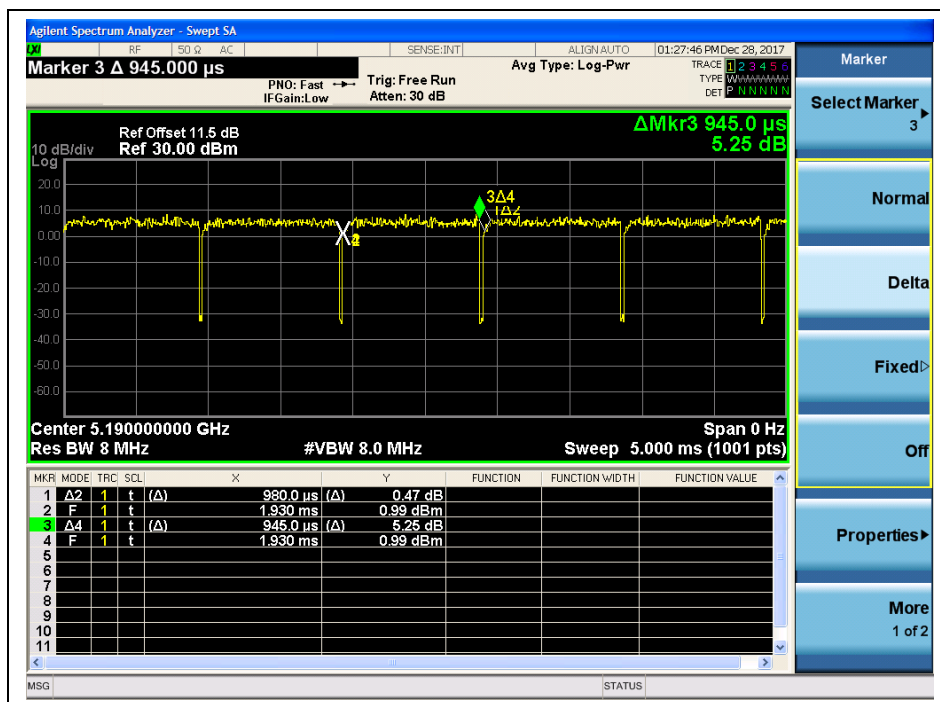 Agilent Spectrum Analyzer - Swept SA
LXI RF 50 Ω AC SENSE:INT ALIGN AUTO 01:27:46 PM Dec 28, 2017
Marker 3 Δ 945.000 µs
PNO: Fast Trig: Free Run Avg Type: Log-Pwr TRACE 1 2 3 4 5 6
IFGain:Low Atten: 30 dB TYPE WWWWWW
DET P N N N N N
Marker
Select Marker
3
Normal
Delta
Fixed
Off
Properties
More
1 of 2
ΔMkr3 945.0 µs
5.25 dB
Ref Offset 11.5 dB
10 dB/div Ref 30.00 dBm
Log
20.0
10.0
0.00
-10.0
-20.0
-30.0
-40.0
-50.0
-60.0
3Δ4
1Δ2
Center 5.190000000 GHz Span 0 Hz
Res BW 8 MHz #VBW 8.0 MHz Sweep 5.000 ms (1001 pts)
MKR MODE TRC SCL X Y FUNCTION FUNCTION WIDTH FUNCTION VALUE
1 Δ2 1 t (Δ) 980.0 µs (Δ) 0.47 dB
2 F 1 t 1.930 ms 0.99 dBm
3 Δ4 1 t (Δ) 945.0 µs (Δ) 5.25 dB
4 F 1 t 1.930 ms 0.99 dBm
5
6
7
8
9
10
11
MSG STATUS